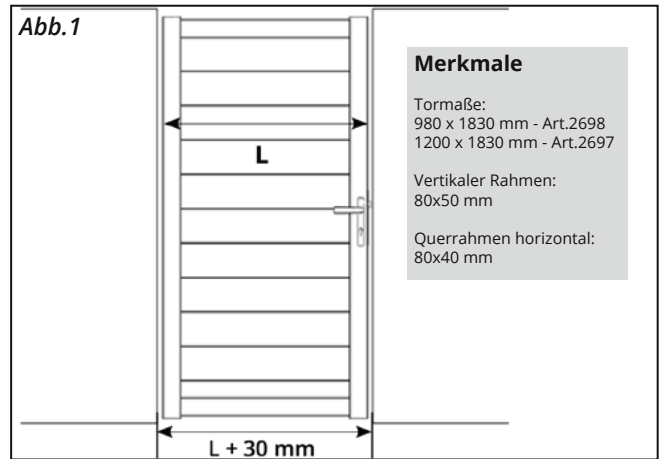 Abb.1
Merkmale
Tormaße:
980 x 1830 mm - Art.2698
1200 x 1830 mm - Art.2697
Vertikaler Rahmen:
80x50 mm
Querrahmen horizontal:
80x40 mm
L
L + 30 mm